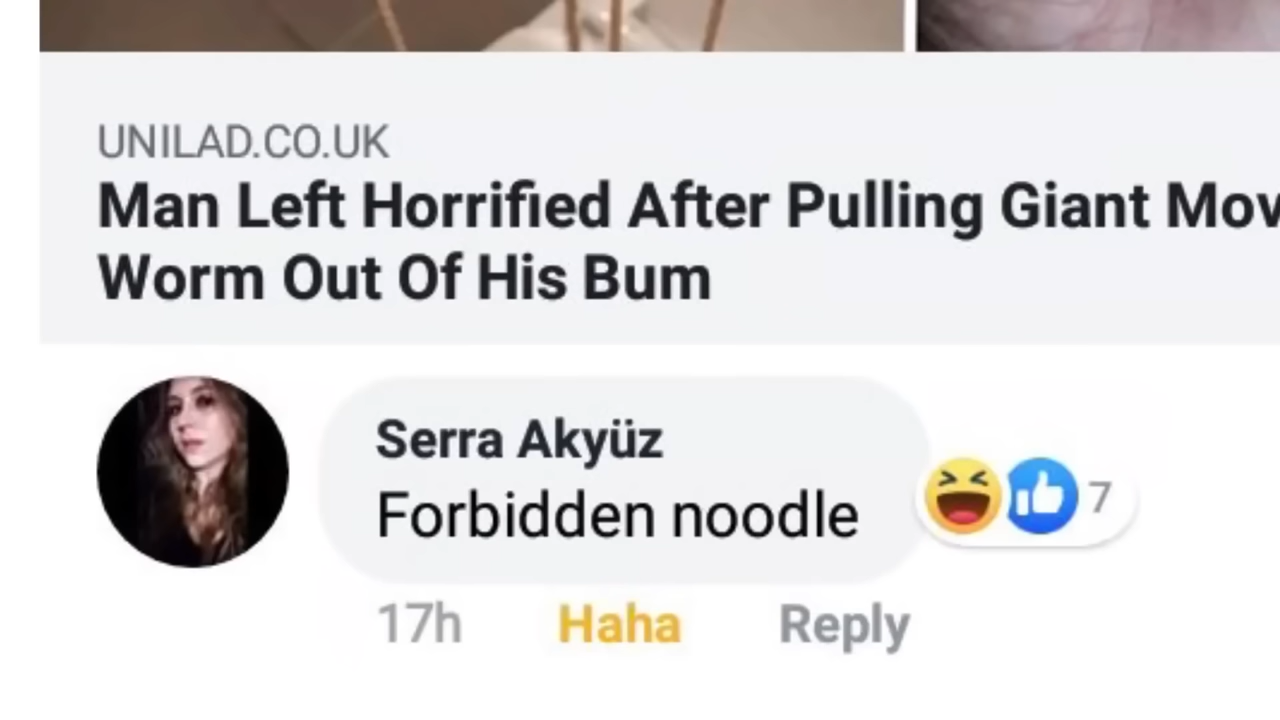 UNILAD.CO.UK
Man Left Horrified After Pulling Giant
Worm Out Of His Bum
Serra Akyüz
Forbidden noodle
7
17h Haha Reply